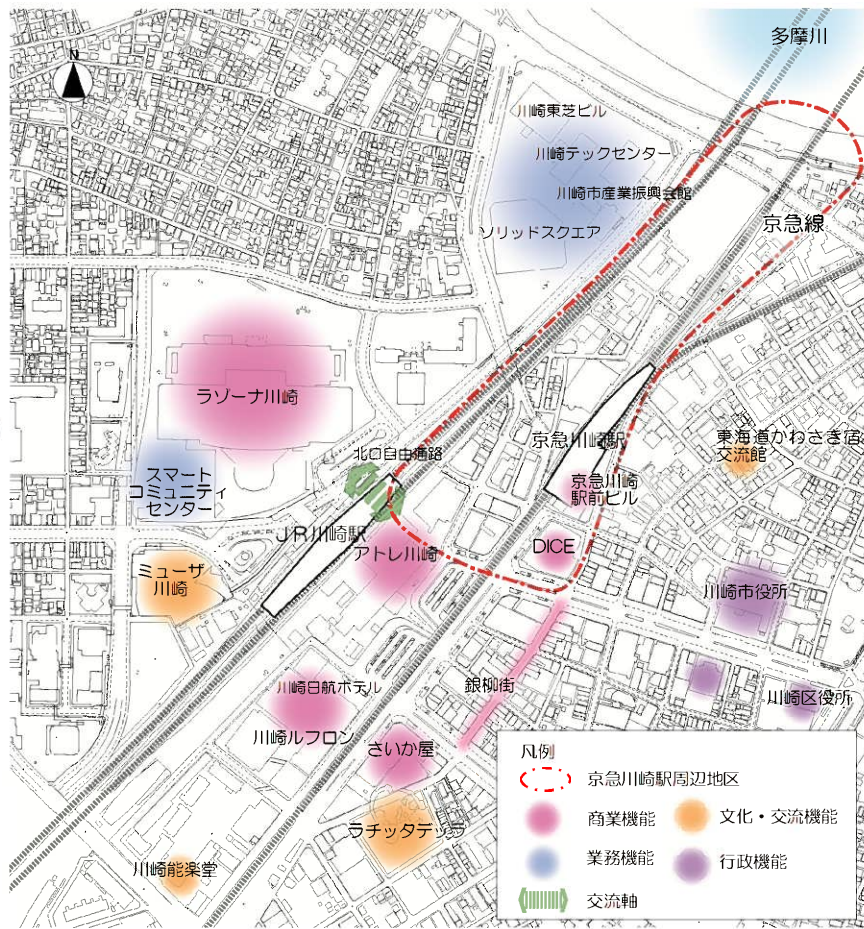 多摩川
N
川崎東芝ビル
川崎テックセンター
川崎市産業振興会館
ソリッドスクエア
京急線
ラゾーナ川崎
京急川崎駅
東海道かわさき宿
交流館
北口自由通路
スマート
コミュニティ
センター
京急川崎
駅前ビル
JR川崎駅
アトレ川崎
DICE
ミューザ
川崎
川崎市役所
川崎日航ホテル
銀柳街
川崎区役所
川崎ルフロン
さいか屋
ラチッタデッラ
川崎能楽堂
凡例
京急川崎駅周辺地区
商業機能
文化・交流機能
業務機能
行政機能
交流軸